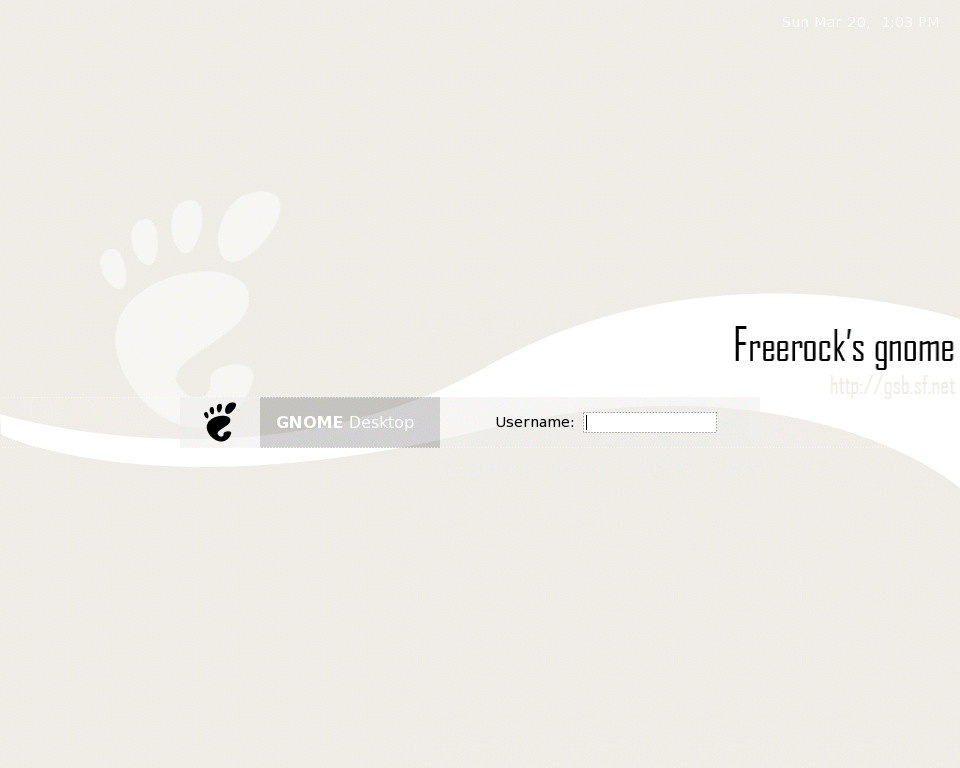 Sun Mar 20,  1:03 PM
Freerock's gnome
http://gsb.sf.net
GNOME Desktop
Username: